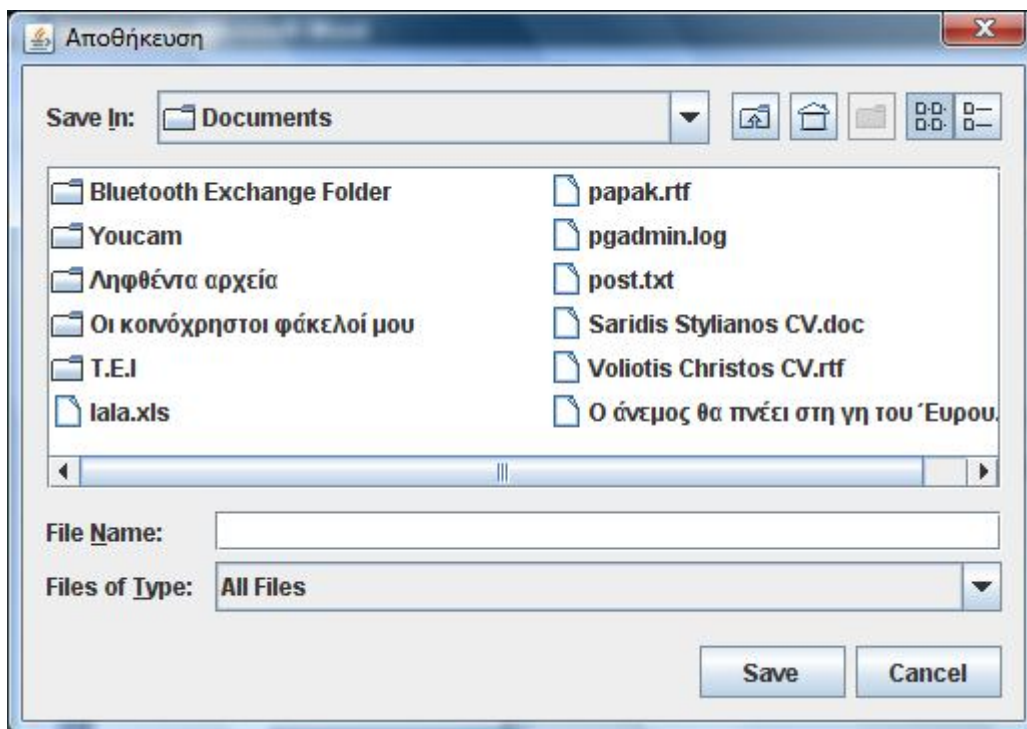 Αποθήκευση
Save In: Documents
Bluetooth Exchange Folder
Youcam
Ληφθέντα αρχεία
Οι κοινόχρηστοι φάκελοί μου
T.E.I
lala.xls
papak.rtf
pgadmin.log
post.txt
Saridis Stylianos CV.doc
Voliotis Christos CV.rtf
Ο άνεμος θα πνέει στη γη του Έυρου.
File Name:
Files of Type: All Files
Save Cancel